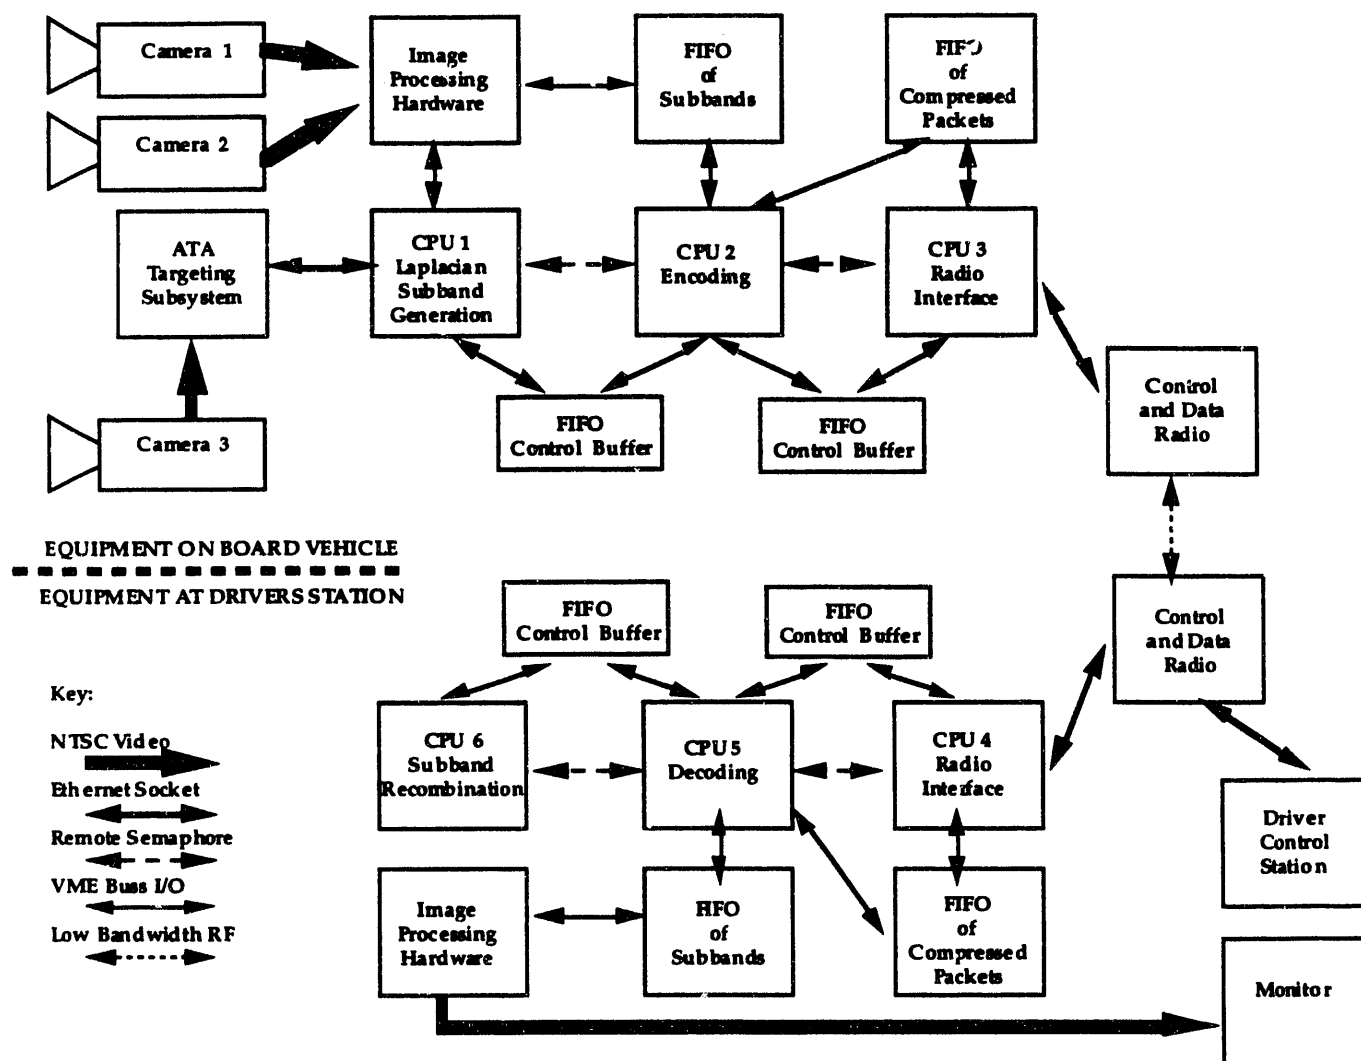 Camera 1
Camera 2
Image
Processing
Hardware
FIFO
of
Subbands
FIFO
of
Compressed
Packets
ATA
Targeting
Subsystem
CPU 1
Laplacian
Subband
Generation
CPU 2
Encoding
CPU 3
Radio
Interface
Camera 3
FIFO
Control Buffer
FIFO
Control Buffer
Control
and Data
Radio
EQUIPMENT ON BOARD VEHICLE
EQUIPMENT AT DRIVERS STATION
FIFO
Control Buffer
FIFO
Control Buffer
Control
and Data
Radio
Key:
NTSC Video
Ethernet Socket
Remote Semaphore
VME Buss I/O
Low Bandwidth RF
CPU 6
Subband
Recombination
CPU 5
Decoding
CPU 4
Radio
Interface
Driver
Control
Station
Image
Processing
Hardware
FIFO
of
Subbands
FIFO
of
Compressed
Packets
Monitor